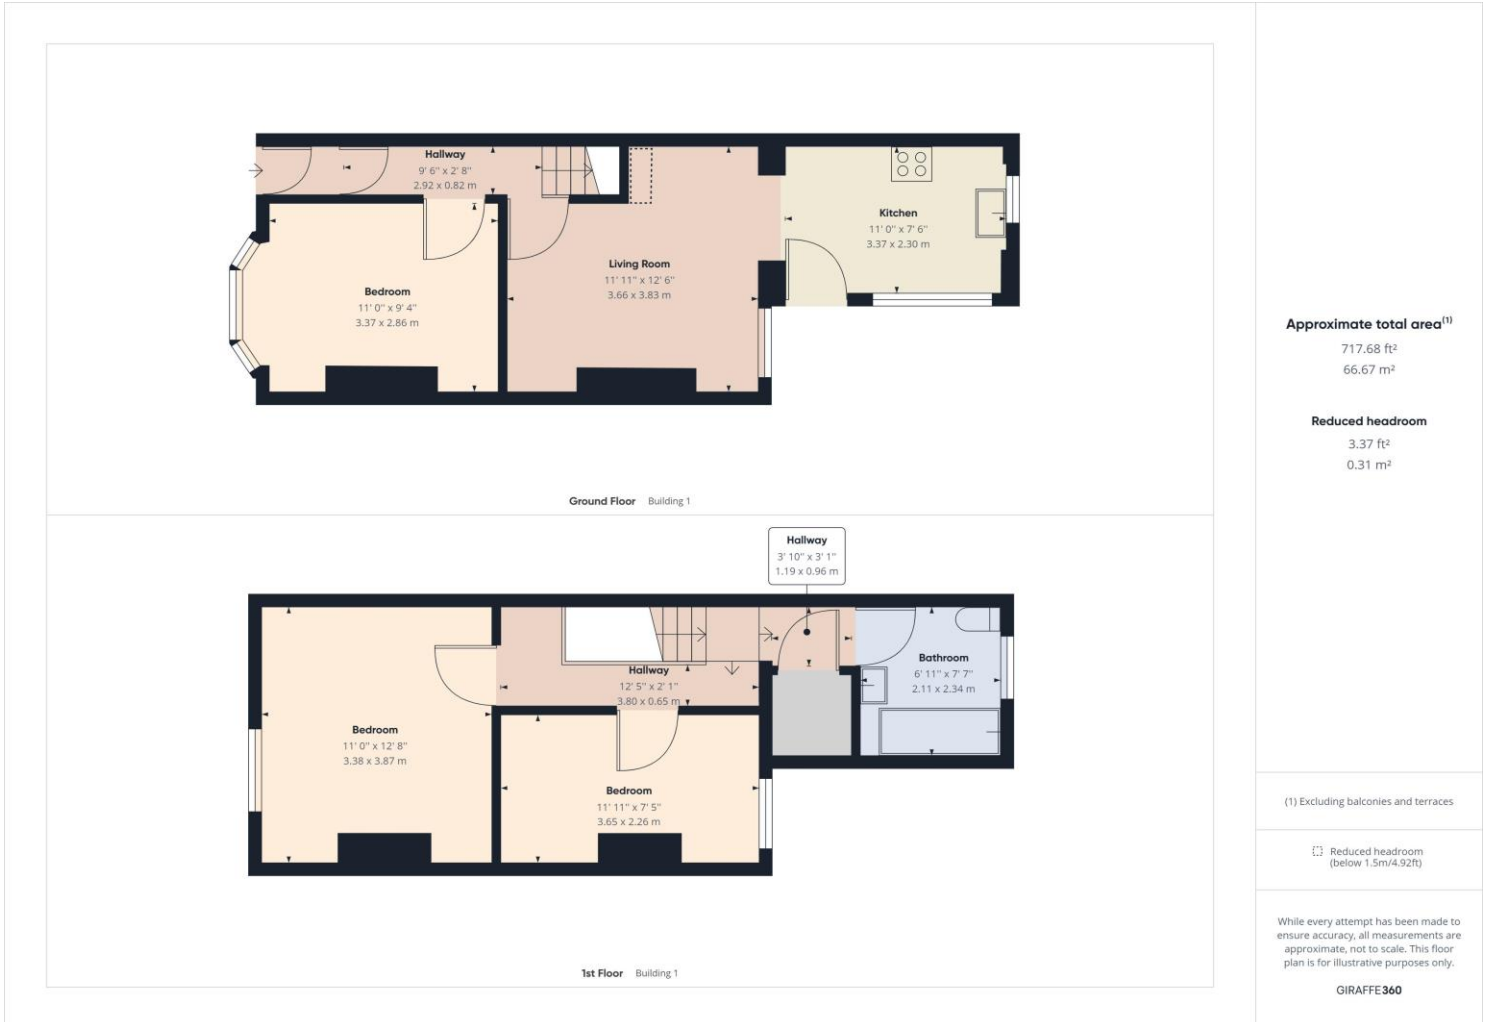 Hallway
9' 6" x 2' 8"
2.92 x 0.82 m
Kitchen
11' 0" x 7' 6"
3.37 x 2.30 m
Living Room
11' 11" x 12' 6"
3.66 x 3.83 m
Bedroom
11' 0" x 9' 4"
3.37 x 2.86 m
Ground Floor Building 1
Hallway
3' 10" x 3' 1"
1.19 x 0.96 m
Hallway
12' 5" x 2' 1"
3.80 x 0.65 m
Bathroom
6' 11" x 7' 7"
2.11 x 2.34 m
Bedroom
11' 0" x 12' 8"
3.38 x 3.87 m
Bedroom
11' 11" x 7' 5"
3.65 x 2.26 m
1st Floor Building 1
Approximate total area(1)
717.68 ft²
66.67 m²
Reduced headroom
3.37 ft²
0.31 m²
(1) Excluding balconies and terraces
Reduced headroom
(below 1.5m/4.92ft)
While every attempt has been made to
ensure accuracy, all measurements are
approximate, not to scale. This floor
plan is for illustrative purposes only.
GIRAFFE360